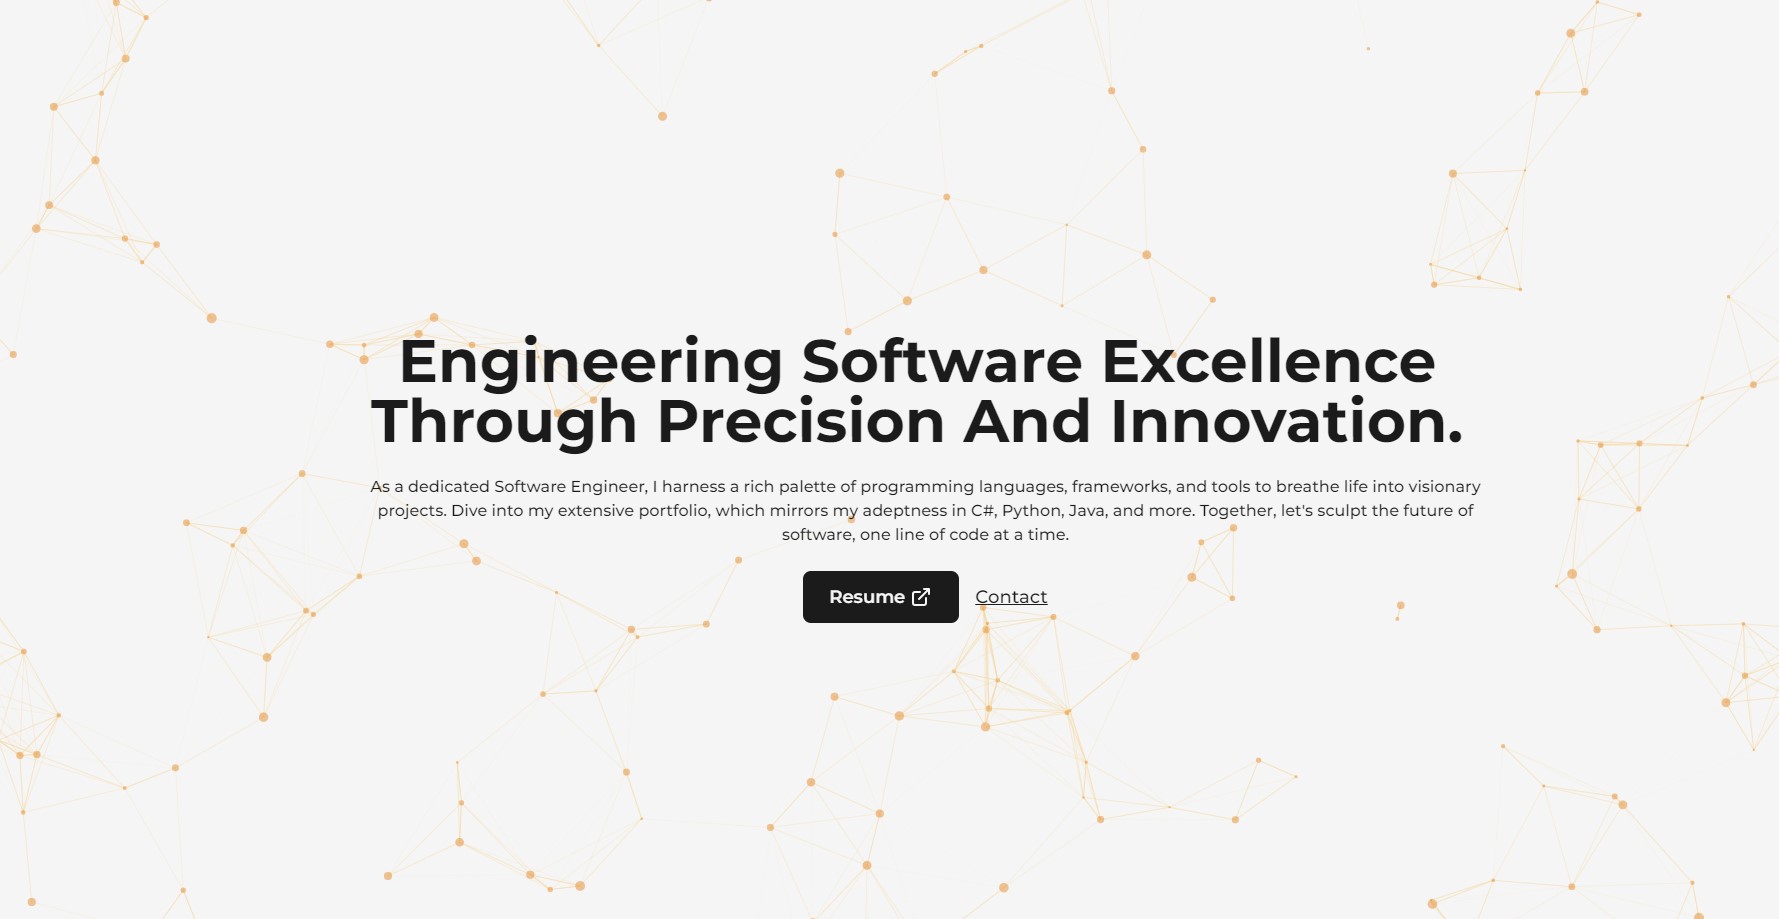 Engineering Software Excellence
Through Precision And Innovation.
As a dedicated Software Engineer, I harness a rich palette of programming languages, frameworks, and tools to breathe life into visionary
projects. Dive into my extensive portfolio, which mirrors my adeptness in C#, Python, Java, and more. Together, let's sculpt the future of
software, one line of code at a time.
Resume
Contact